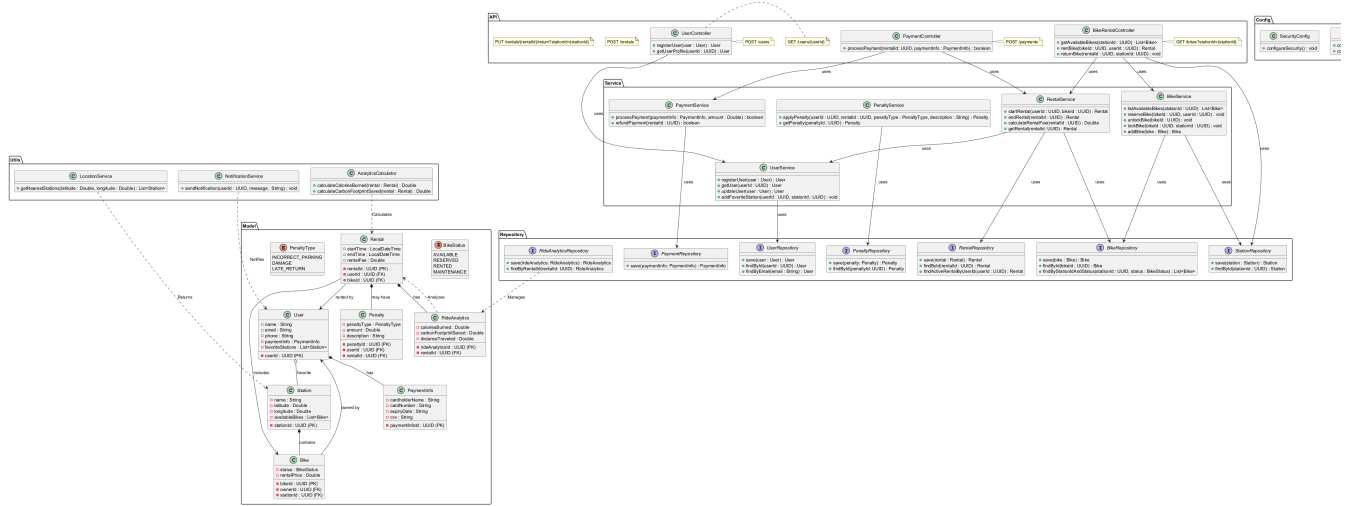 API
PUT /rentals/{rentalId}/return?stationId={stationId}
POST /rentals
UserController
registerUser(user : User) : User
getUserProfile(userId : UUID) : User
POST /users
GET /users/{userId}
PaymentController
processPayment(rentalId: UUID, paymentInfo : PaymentInfo) : boolean
POST /payments
BikeRentalController
getAvailableBikes(stationId : UUID) : List<Bike>
rentBike(bikeId : UUID, userId : UUID) : Rental
returnBike(rentalId : UUID, stationId : UUID) : void
GET /bikes?stationId={stationId}
Config
SecurityConfig
configureSecurity() : void
uses
uses
uses
uses
uses
uses
Service
PaymentService
processPayment(paymentInfo : PaymentInfo, amount : Double) : boolean
refundPayment(rentalId : UUID) : boolean
PenaltyService
applyPenalty(userId : UUID, rentalId : UUID, penaltyType : PenaltyType, description : String) : Penalty
getPenalty(penaltyId : UUID) : Penalty
RentalService
startRental(userId : UUID, bikeId : UUID) : Rental
endRental(rentalId : UUID) : Rental
calculateRentalFee(rentalId : UUID) : Double
getRental(rentalId : UUID) : Rental
BikeService
listAvailableBikes(stationId : UUID) : List<Bike>
reserveBike(bikeId : UUID, userId : UUID) : void
unlockBike(bikeId : UUID) : void
lockBike(bikeId : UUID, stationId : UUID) : void
addBike(bike : Bike) : Bike
uses
UserService
registerUser(user : User) : User
getUser(userId : UUID) : User
updateUser(user : User) : User
addFavoriteStation(userId : UUID, stationId : UUID) : void
uses
uses
uses
uses
uses
uses
uses
Utils
LocationService
getNearestStations(latitude : Double, longitude : Double) : List<Station>
NotificationService
sendNotification(userId : UUID, message : String) : void
AnalyticsCalculator
calculateCaloriesBurned(rental : Rental) : Double
calculateCarbonFootprintSaved(rental : Rental) : Double
Calculates
Notifies
Returns
Repository
RideAnalyticsRepository
save(rideAnalytics: RideAnalytics) : RideAnalytics
findByRentalId(rentalId: UUID) : RideAnalytics
PaymentRepository
save(paymentInfo: PaymentInfo) : PaymentInfo
UserRepository
save(user : User) : User
findById(userId : UUID) : User
findByEmail(email : String) : User
PenaltyRepository
save(penalty: Penalty) : Penalty
findById(penaltyId: UUID) : Penalty
RentalRepository
save(rental : Rental) : Rental
findById(rentalId : UUID) : Rental
findActiveRentalByUserId(userId : UUID) : Rental
BikeRepository
save(bike : Bike) : Bike
findById(bikeId : UUID) : Bike
findByStationIdAndStatus(stationId : UUID, status : BikeStatus) : List<Bike>
StationRepository
save(station : Station) : Station
findById(stationId : UUID) : Station
Manages
Model
PenaltyType
INCORRECT_PARKING
DAMAGE
LATE_RETURN
Rental
startTime : LocalDateTime
endTime : LocalDateTime
rentalFee : Double
rentalId : UUID (PK)
userId : UUID (FK)
bikeId : UUID (FK)
BikeStatus
AVAILABLE
RESERVED
RENTED
MAINTENANCE
rented by
may have
has
Analyzes
User
name : String
email : String
phone : String
paymentInfo : PaymentInfo
favoriteStations : List<Station>
userId : UUID (PK)
Penalty
penaltyType : PenaltyType
amount : Double
description : String
penaltyId : UUID (PK)
userId : UUID (FK)
rentalId : UUID (FK)
RideAnalytics
caloriesBurned : Double
carbonFootprintSaved : Double
distanceTraveled : Double
rideAnalyticsId : UUID (PK)
rentalId : UUID (FK)
includes
favorite
has
owned by
Station
name : String
latitude : Double
longitude : Double
availableBikes : List<Bike>
stationId : UUID (PK)
PaymentInfo
cardholderName : String
cardNumber : String
expiryDate : String
cvv : String
paymentInfoId : UUID (PK)
contains
Bike
status : BikeStatus
rentalPrice : Double
bikeId : UUID (PK)
ownerId : UUID (FK)
stationId : UUID (FK)